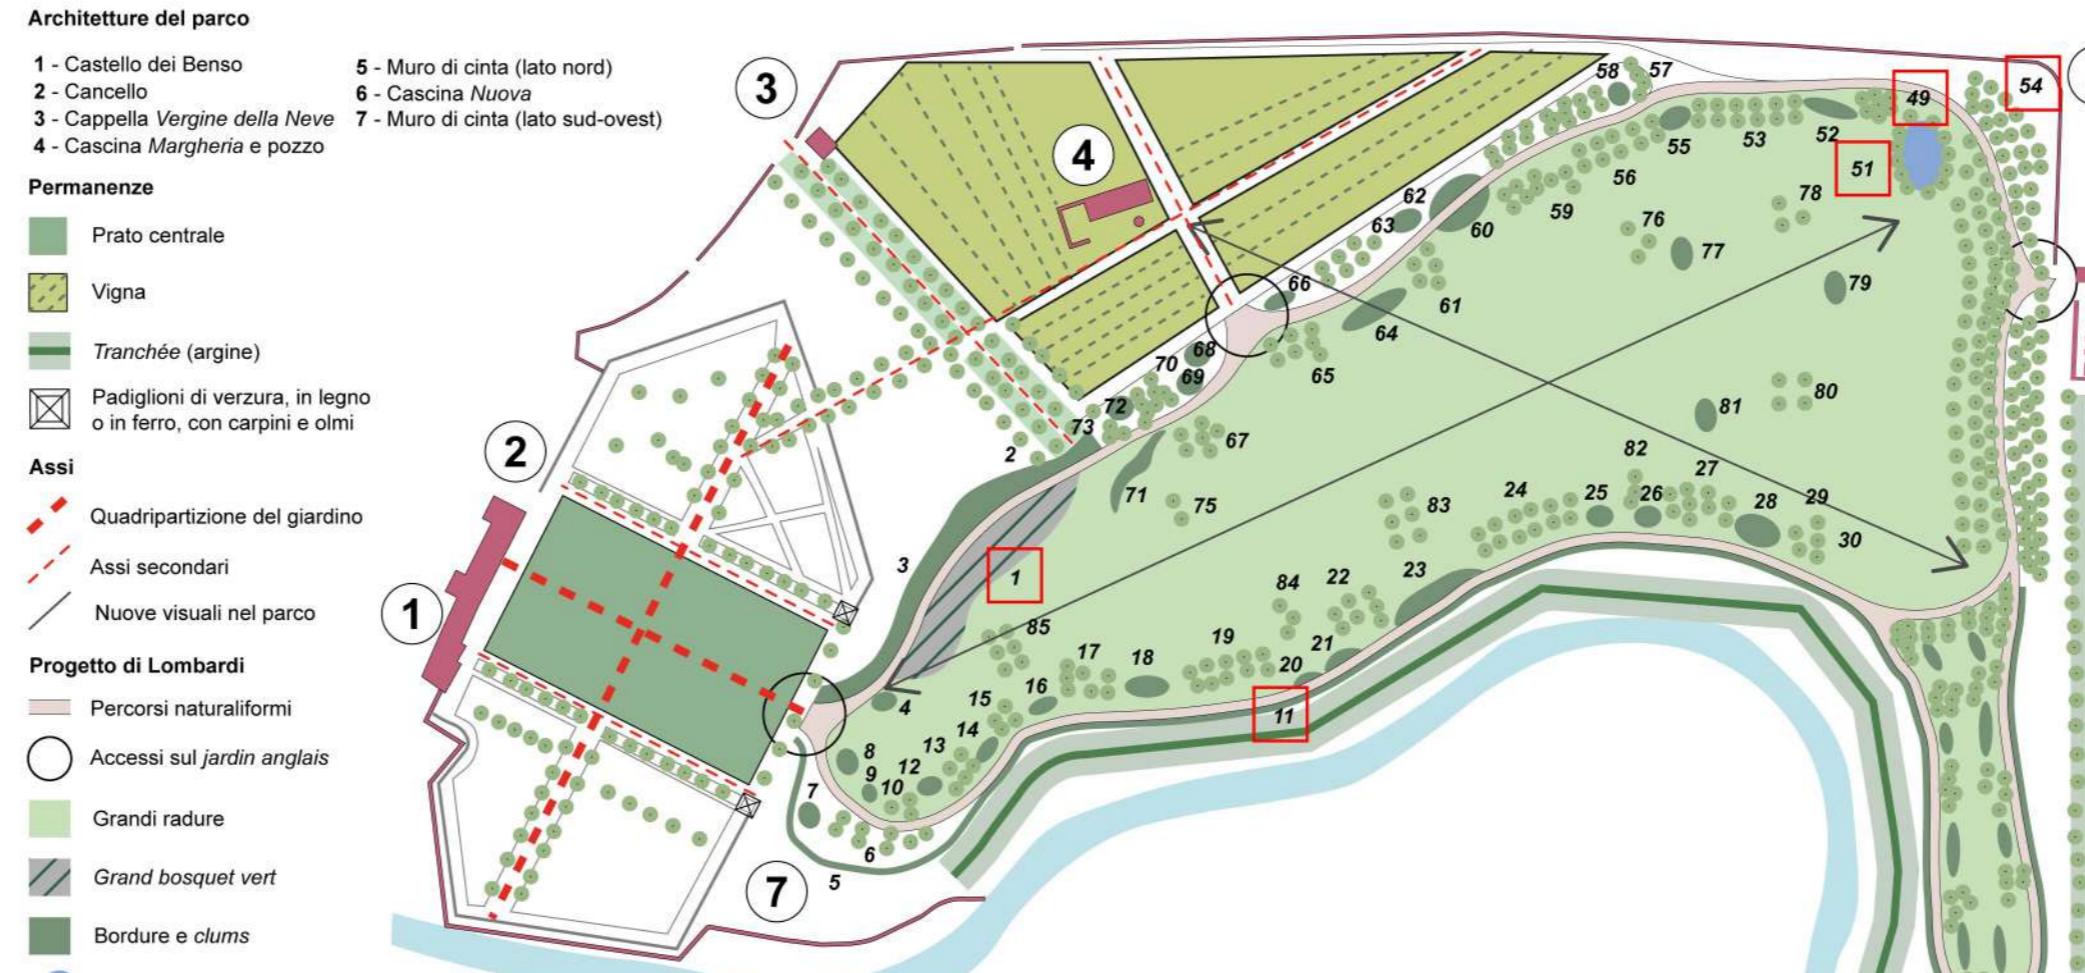 Architetture del parco
1 - Castello dei Benso
2 - Cancello
3 - Cappella Vergine della Neve
4 - Cascina Margheria e pozzo
5 - Muro di cinta (lato nord)
6 - Cascina Nuova
7 - Muro di cinta (lato sud-ovest)
Permanenze
Prato centrale
Vigna
Tranchée (argine)
Padiglioni di verzura, in legno
o in ferro, con carpini e olmi
Assi
Quadripartizione del giardino
Assi secondari
Nuove visuali nel parco
Progetto di Lombardi
Percorsi naturaliformi
Accessi sul jardin anglais
Grandi radure
Grand bosquet vert
Bordure e clums
3
4
2
1
7
58
57
49
54
55
53
52
51
56
78
62
63
60
59
76
77
79
66
61
64
68
70
69
65
72
73
67
80
81
2
71
75
82
27
83
24
25
26
28
29
30
3
1
84
22
23
85
17
18
19
20
21
16
15
4
11
14
13
8
9
12
10
7
6
5